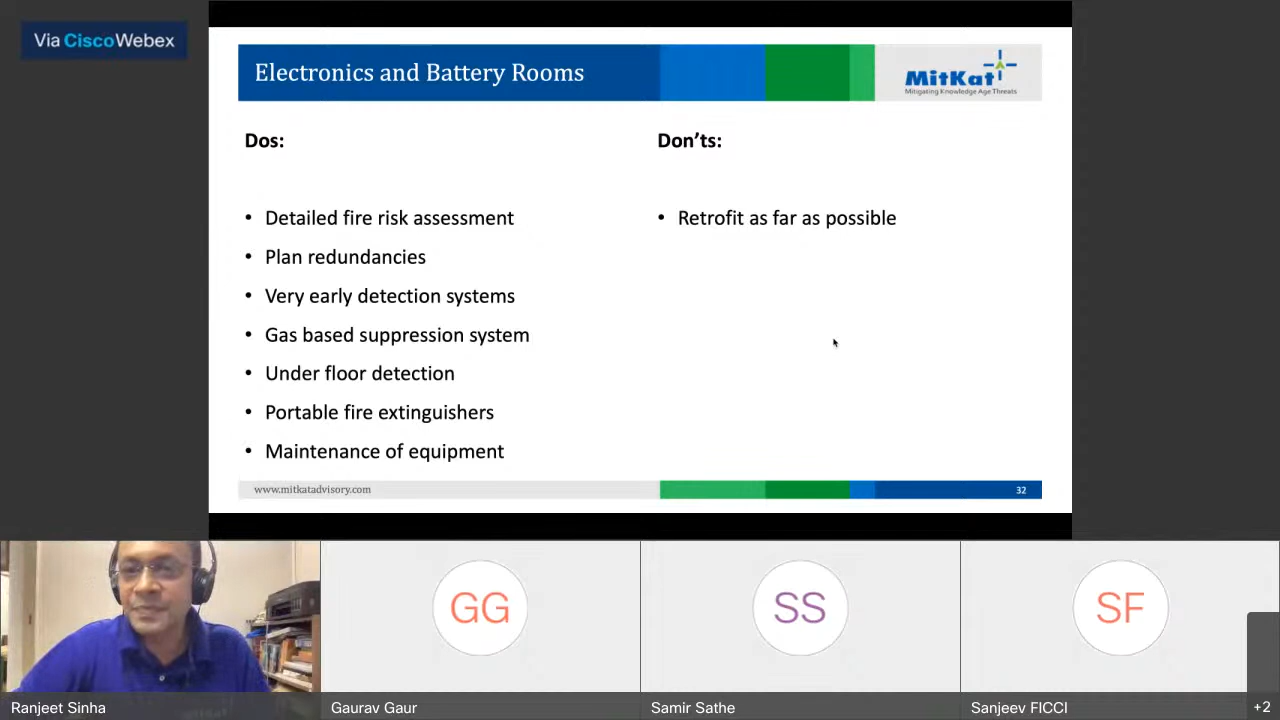 Via Cisco Webex
Electronics and Battery Rooms
MitKat
Mitigating Knowledge Age Threats
Dos:
• Detailed fire risk assessment
• Plan redundancies
• Very early detection systems
• Gas based suppression system
• Under floor detection
• Portable fire extinguishers
• Maintenance of equipment
Don’ts:
• Retrofit as far as possible
www.mitkatadvisory.com
32
GG
SS
SF
Ranjeet Sinha
Gaurav Gaur
Samir Sathe
Sanjeev FICCI
+2